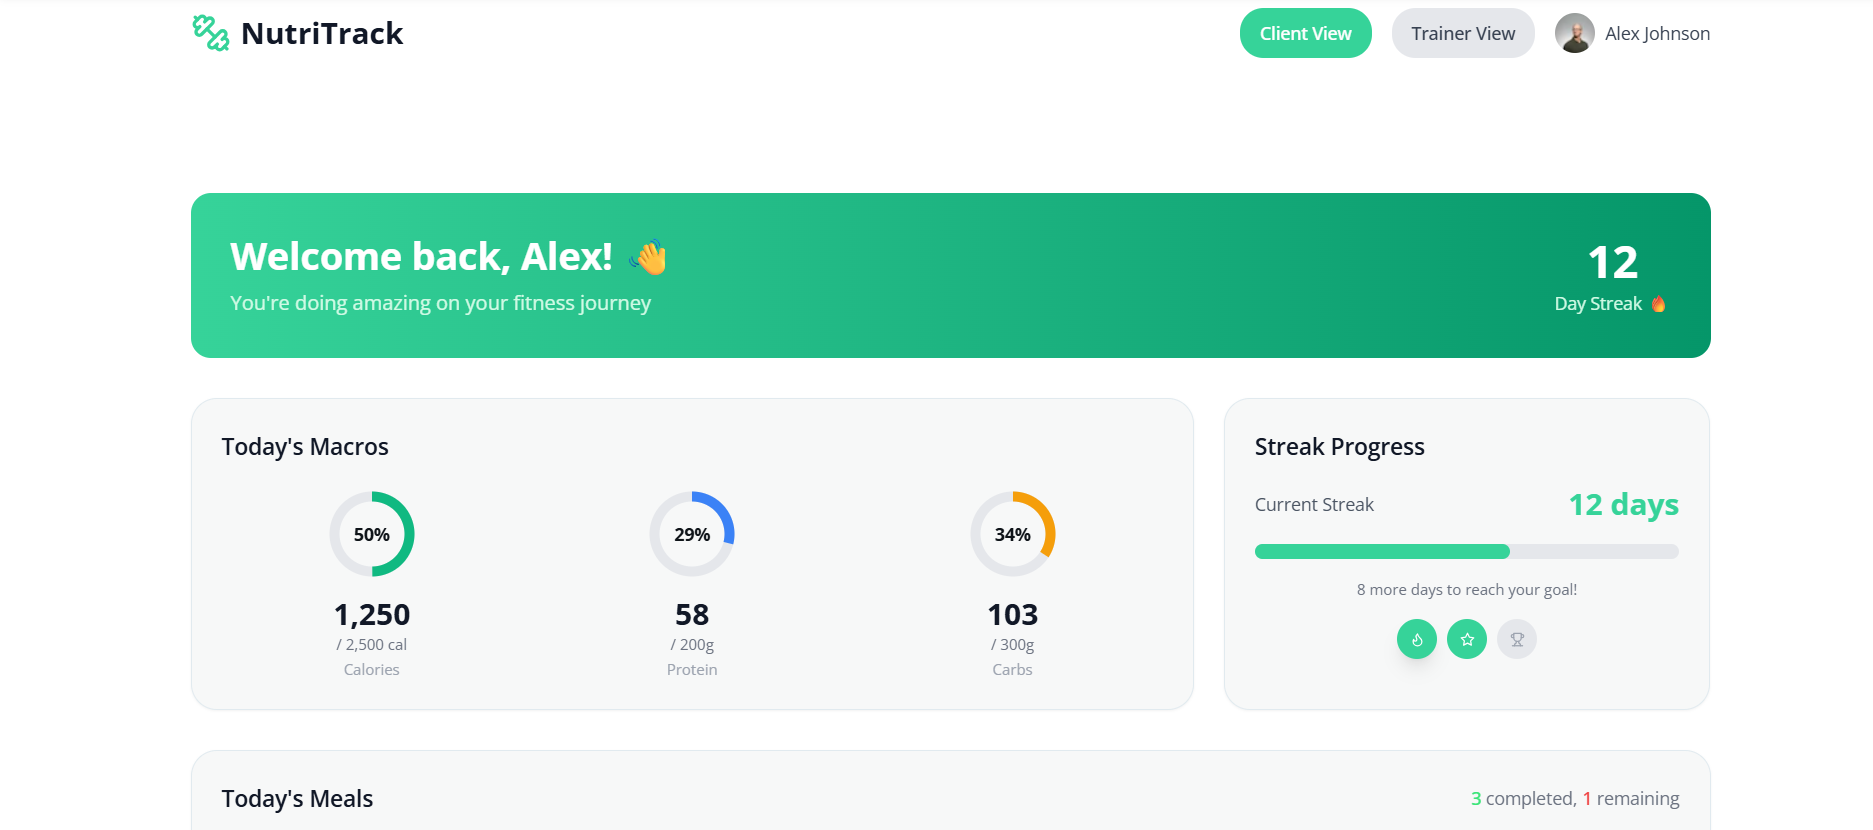 NutriTrack
Client View
Trainer View
Alex Johnson
Welcome back, Alex! 👋
You're doing amazing on your fitness journey
12
Day Streak 🔥
Today's Macros
50%
1,250
/ 2,500 cal
Calories
29%
58
/ 200g
Protein
34%
103
/ 300g
Carbs
Streak Progress
Current Streak
12 days
8 more days to reach your goal!
Today's Meals
3 completed, 1 remaining